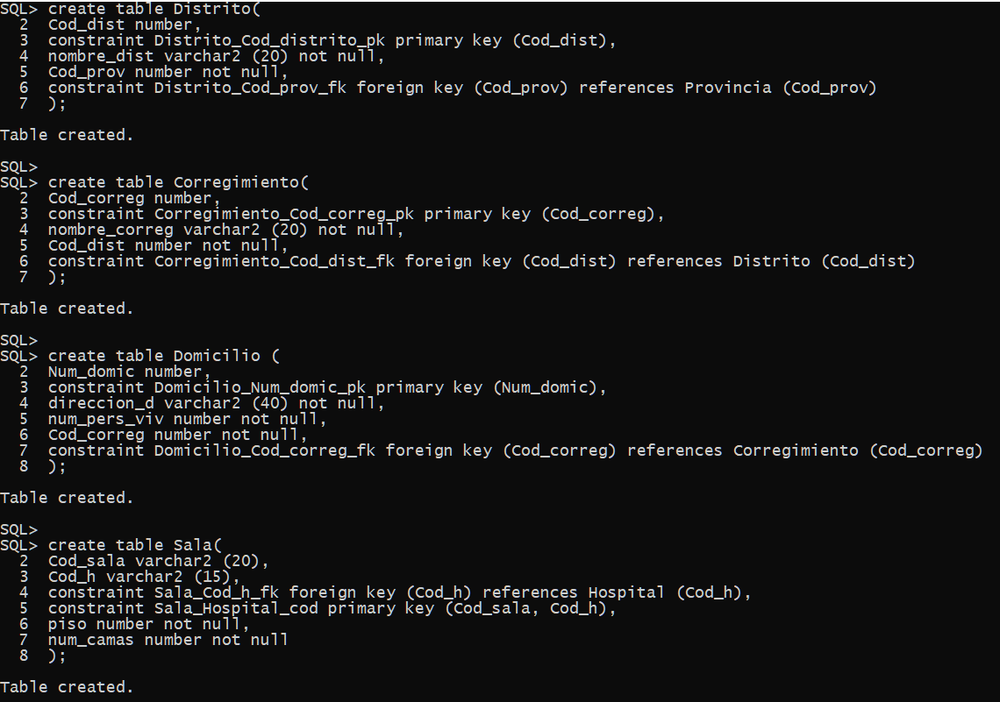 SQL> create table Distrito(
  2  Cod_dist number,
  3  constraint Distrito_Cod_distrito_pk primary key (Cod_dist),
  4  nombre_dist varchar2 (20) not null,
  5  Cod_prov number not null,
  6  constraint Distrito_Cod_prov_fk foreign key (Cod_prov) references Provincia (Cod_prov)
  7  );
Table created.
SQL>
SQL> create table Corregimiento(
  2  Cod_correg number,
  3  constraint Corregimiento_Cod_correg_pk primary key (Cod_correg),
  4  nombre_correg varchar2 (20) not null,
  5  Cod_dist number not null,
  6  constraint Corregimiento_Cod_dist_fk foreign key (Cod_dist) references Distrito (Cod_dist)
  7  );
Table created.
SQL>
SQL> create table Domicilio (
  2  Num_domic number,
  3  constraint Domicilio_Num_domic_pk primary key (Num_domic),
  4  direccion_d varchar2 (40) not null,
  5  num_pers_viv number not null,
  6  Cod_correg number not null,
  7  constraint Domicilio_Cod_correg_fk foreign key (Cod_correg) references Corregimiento (Cod_correg)
  8  );
Table created.
SQL>
SQL> create table Sala(
  2  Cod_sala varchar2 (20),
  3  Cod_h varchar2 (15),
  4  constraint Sala_Cod_h_fk foreign key (Cod_h) references Hospital (Cod_h),
  5  constraint Sala_Hospital_cod primary key (Cod_sala, Cod_h),
  6  piso number not null,
  7  num_camas number not null
  8  );
Table created.